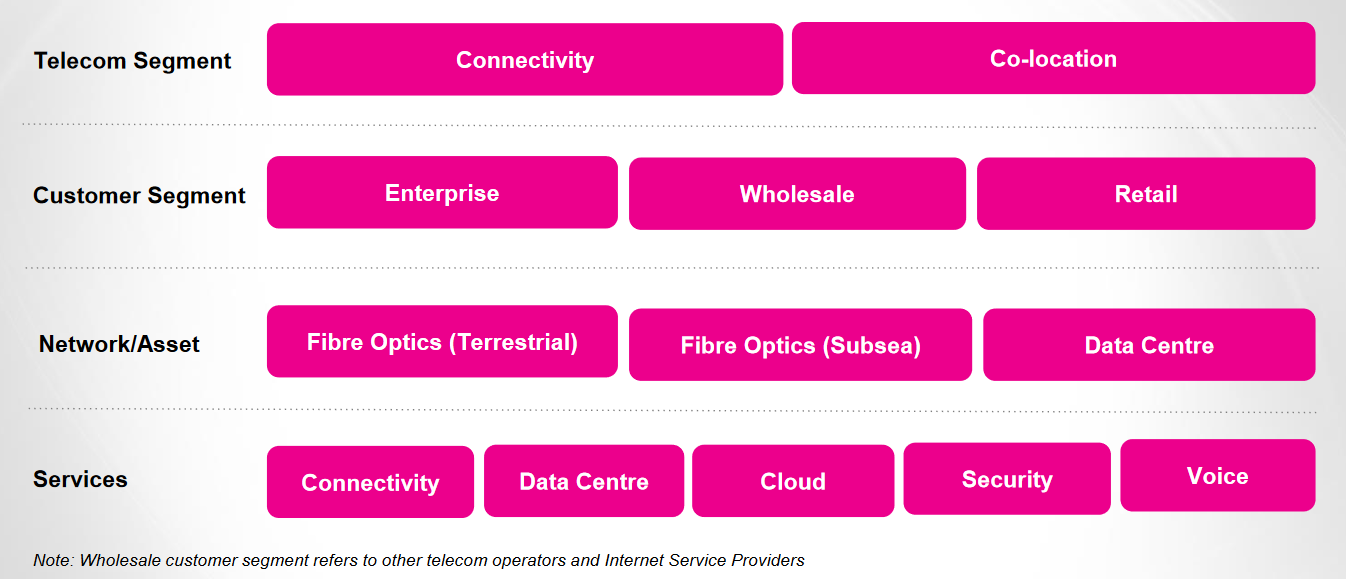 Telecom Segment
Connectivity
Co-location
Customer Segment
Enterprise
Wholesale
Retail
Network/Asset
Fibre Optics (Terrestrial)
Fibre Optics (Subsea)
Data Centre
Services
Connectivity
Data Centre
Cloud
Security
Voice
Note: Wholesale customer segment refers to other telecom operators and Internet Service Providers